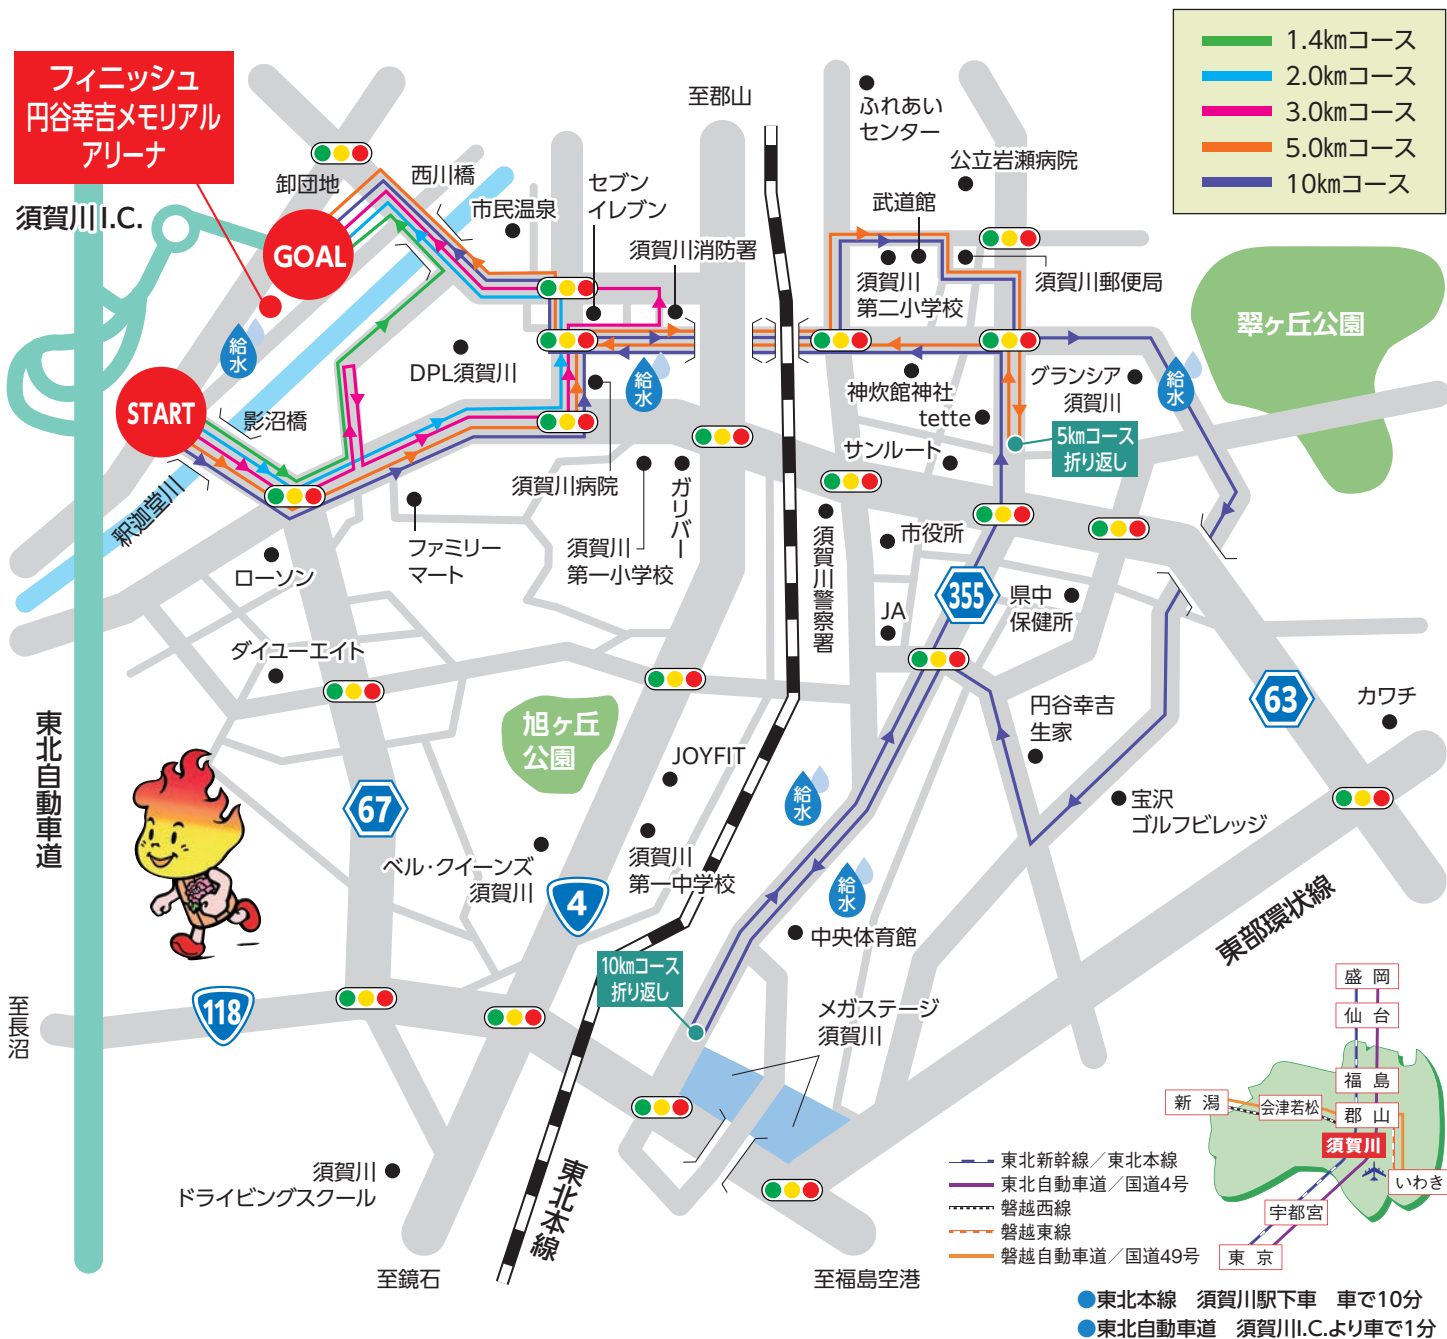 1.4kmコース
2.0kmコース
3.0kmコース
5.0kmコース
10kmコース
フィニッシュ
円谷幸吉メモリアル
アリーナ
須賀川I.C.
卸団地
GOAL
西川橋
市民温泉
セブン
イレブン
須賀川消防署
至郡山
ふれあい
センター
公立岩瀬病院
武道館
須賀川
第二小学校
須賀川郵便局
翠ヶ丘公園
給水
START
影沼橋
釈迦堂川
DPL須賀川
給水
神炊館神社
tette
グランシア
須賀川
給水
5kmコース
折り返し
サンルート
須賀川病院
ガリバー
須賀川
第一小学校
ファミリー
マート
ローソン
須賀川警察署
市役所
355
県中
保健所
JA
ダイユーエイト
旭ヶ丘
公園
JOYFIT
円谷幸吉
生家
63
カワチ
東北自動車道
67
給水
宝沢
ゴルフビレッジ
ベル・クイーンズ
須賀川
須賀川
第一中学校
4
給水
中央体育館
東部環状線
10kmコース
折り返し
メガステージ
須賀川
118
至長沼
須賀川
ドライビングスクール
東北本線
至鏡石
至福島空港
盛岡
仙台
福島
新潟
会津若松
郡山
須賀川
いわき
宇都宮
東京
東北新幹線／東北本線
東北自動車道／国道4号
磐越西線
磐越東線
磐越自動車道／国道49号
●東北本線　須賀川駅下車　車で10分
●東北自動車道　須賀川I.C.より車で1分